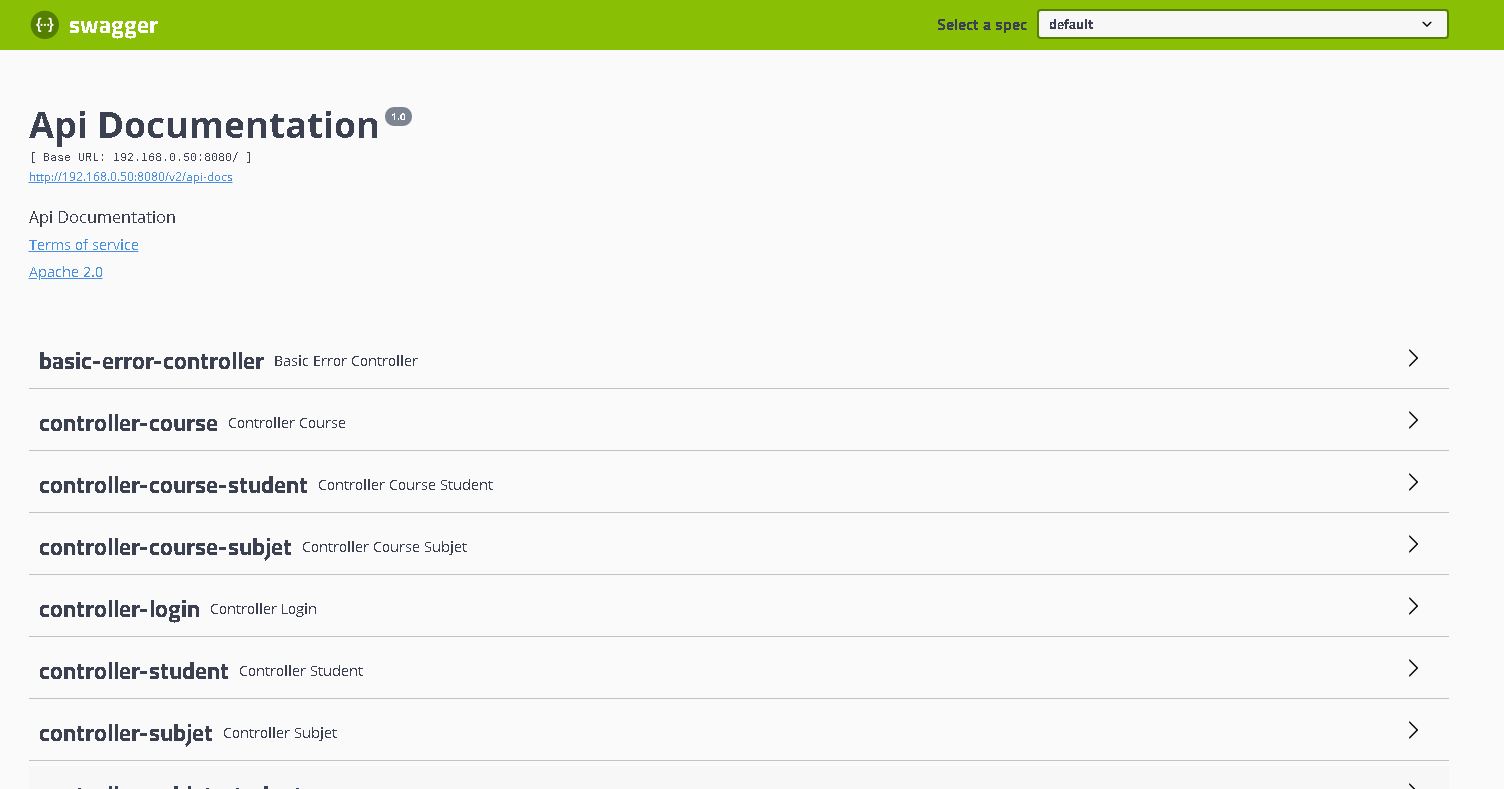 swagger
Select a spec default
Api Documentation 1.0
[ Base URL: 192.168.0.50:8080/ ]
http://192.168.0.50:8080/v2/api-docs
Api Documentation
Terms of service
Apache 2.0
basic-error-controller Basic Error Controller
controller-course Controller Course
controller-course-student Controller Course Student
controller-course-subjet Controller Course Subjet
controller-login Controller Login
controller-student Controller Student
controller-subjet Controller Subjet